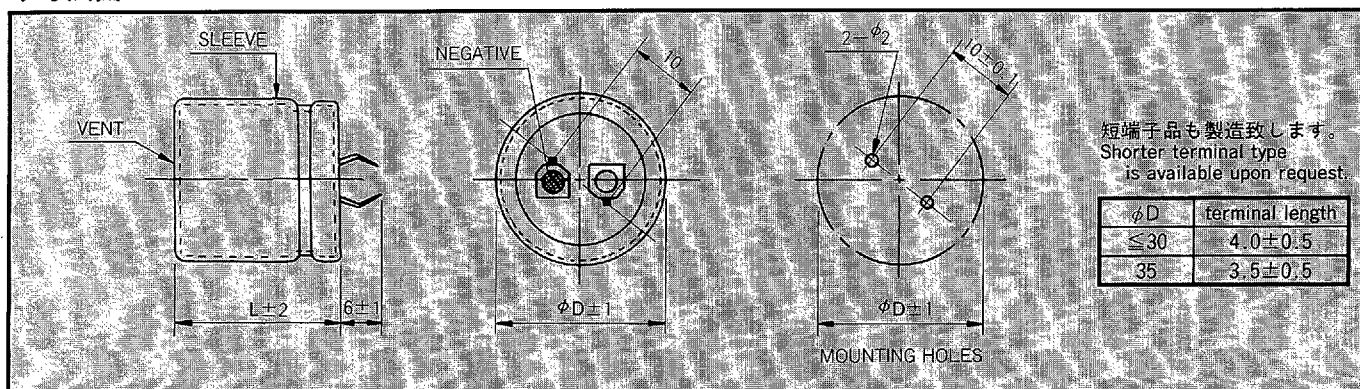 SLEEVE
VENT
L±2
6±1
NEGATIVE
10
φD±1
2-φ2
10±0.1
φD±1
MOUNTING HOLES
短端子品も製造致します。
Shorter terminal type
is available upon request.
φD terminal length
≦30 4.0±0.5
35 3.5±0.5